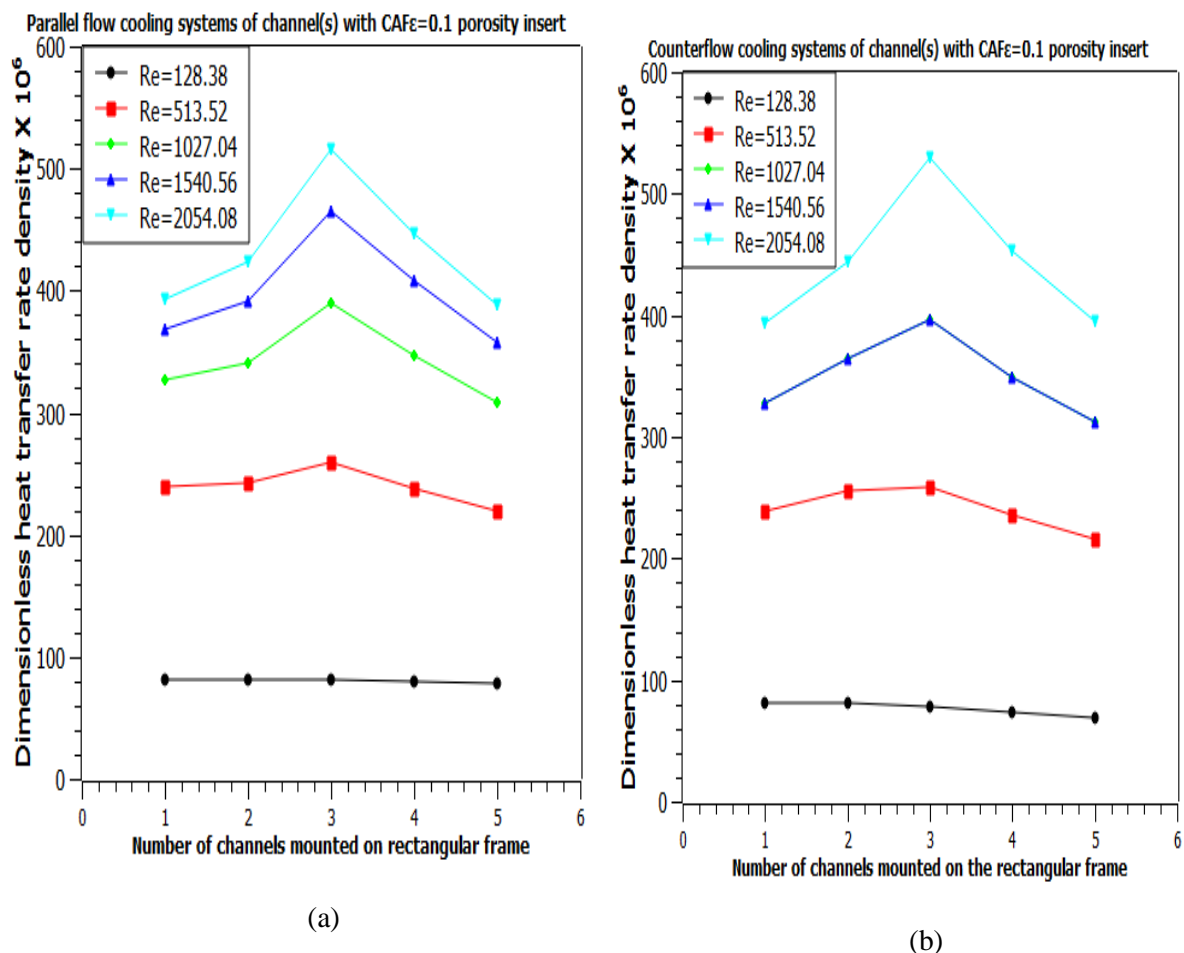 Parallel flow cooling systems of channel(s) with CAFε=0.1 porosity insert
Dimensionless heat transfer rate density X 10⁶
600
500
400
300
200
100
0
Re=128.38
Re=513.52
Re=1027.04
Re=1540.56
Re=2054.08
0 1 2 3 4 5 6
Number of channels mounted on rectangular frame
(a)
Counterflow cooling systems of channel(s) with CAFε=0.1 porosity insert
Dimensionless heat transfer rate density X 10⁶
600
500
400
300
200
100
0
Re=128.38
Re=513.52
Re=1027.04
Re=1540.56
Re=2054.08
0 1 2 3 4 5 6
Number of channels mounted on the rectangular frame
(b)